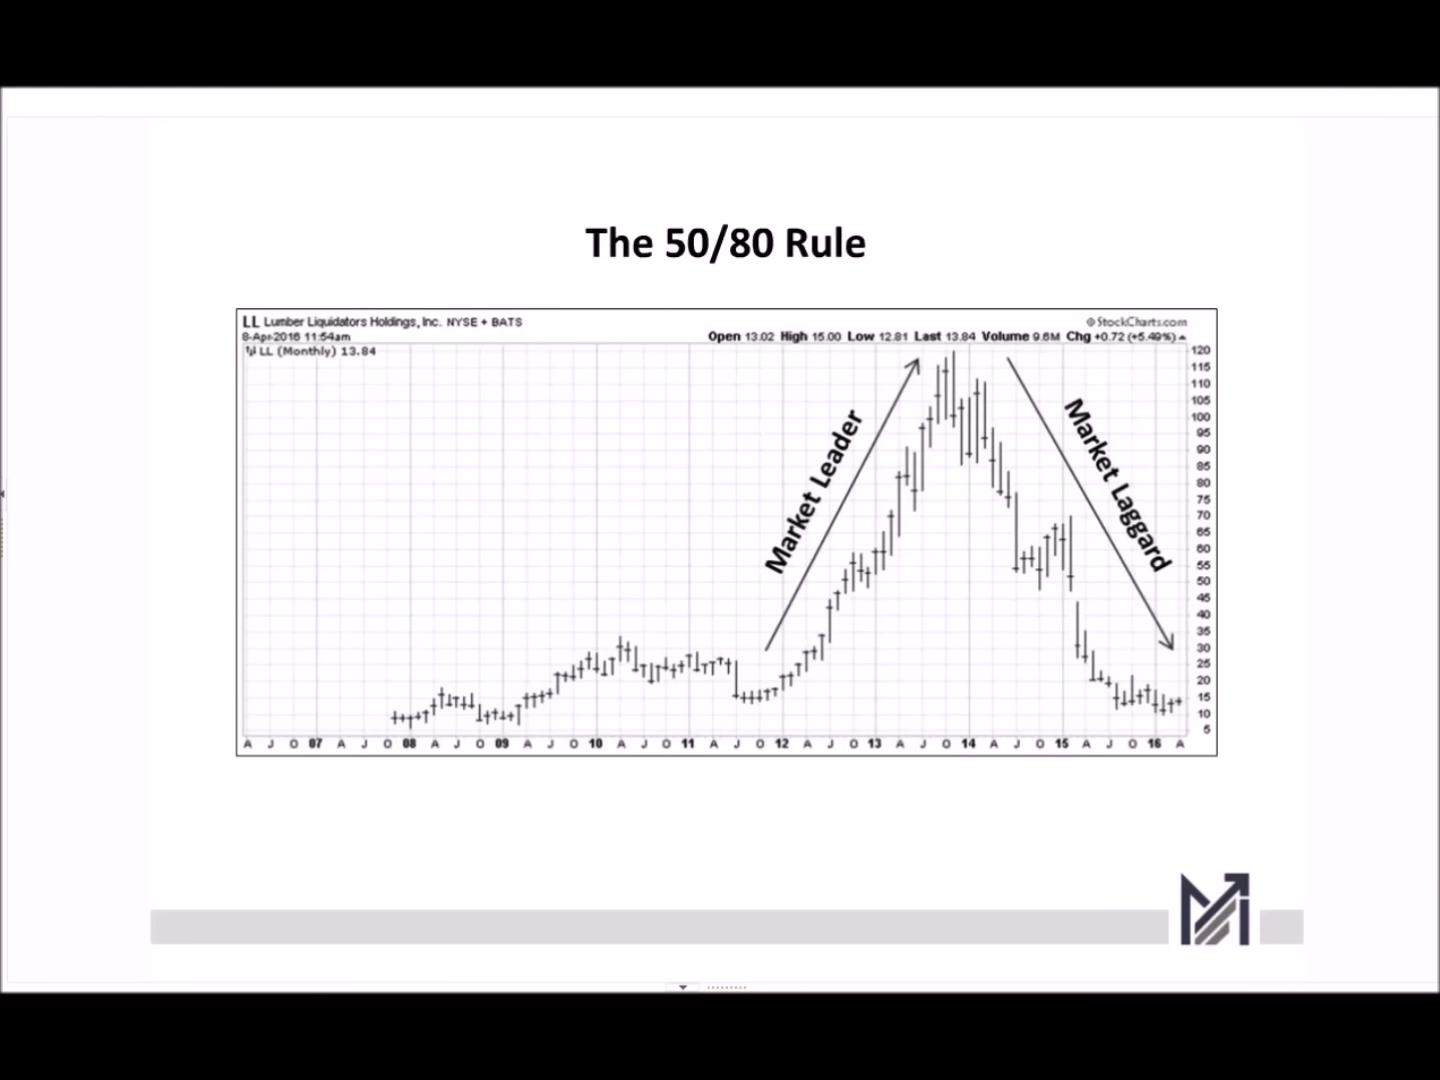 The 50/80 Rule
LL Lumber Liquidators Holdings, Inc. NYSE + BATS
© StockCharts.com
8-Apr-2016 11:54am
Open 13.02 High 15.00 Low 12.81 Last 13.84 Volume 9.6M Chg +0.72 (+5.49%)
LL (Monthly) 13.84
Market Leader
Market Laggard
120
115
110
105
100
95
90
85
80
75
70
65
60
55
50
45
40
35
30
25
20
15
10
5
A J O 07 A J O 08 A J O 09 A J O 10 A J O 11 A J O 12 A J O 13 A J O 14 A J O 15 A J O 16 A